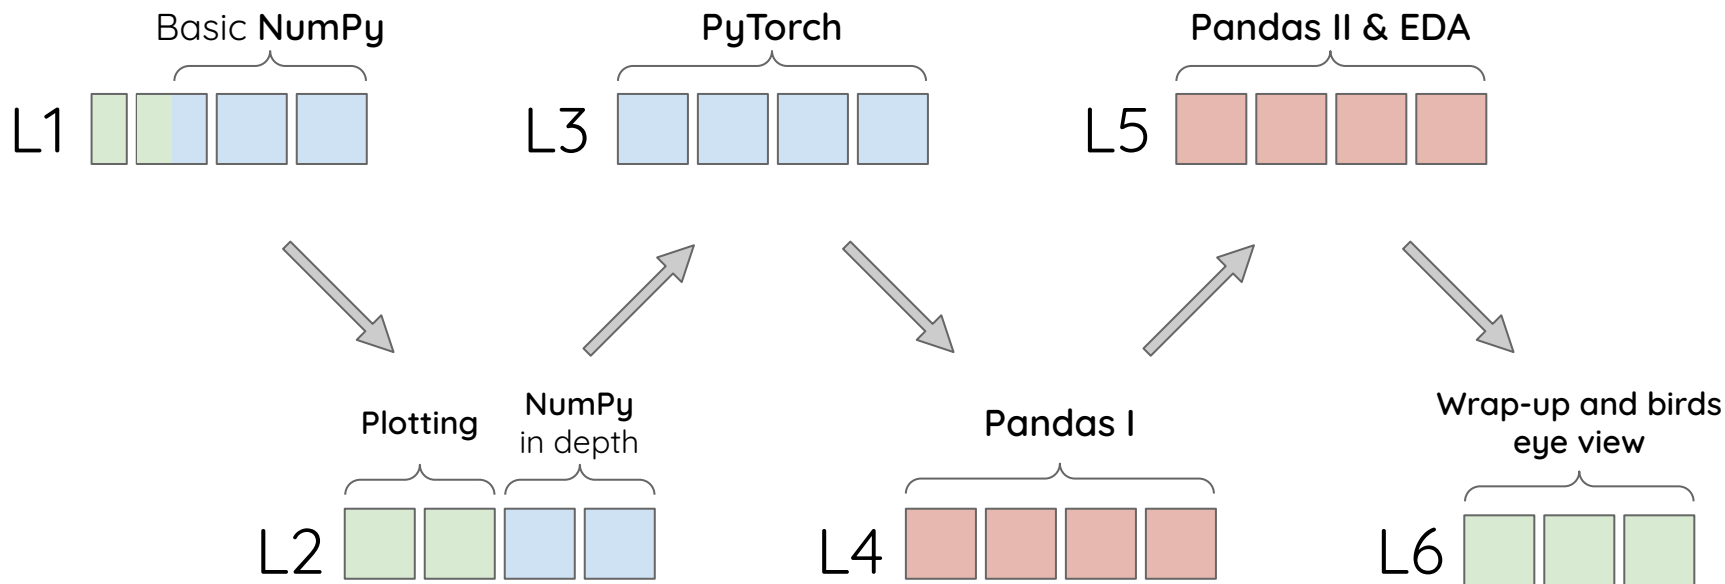 Basic NumPy
L1
PyTorch
L3
Pandas II & EDA
L5
Plotting
NumPy
in depth
L2
Pandas I
L4
Wrap-up and birds
eye view
L6